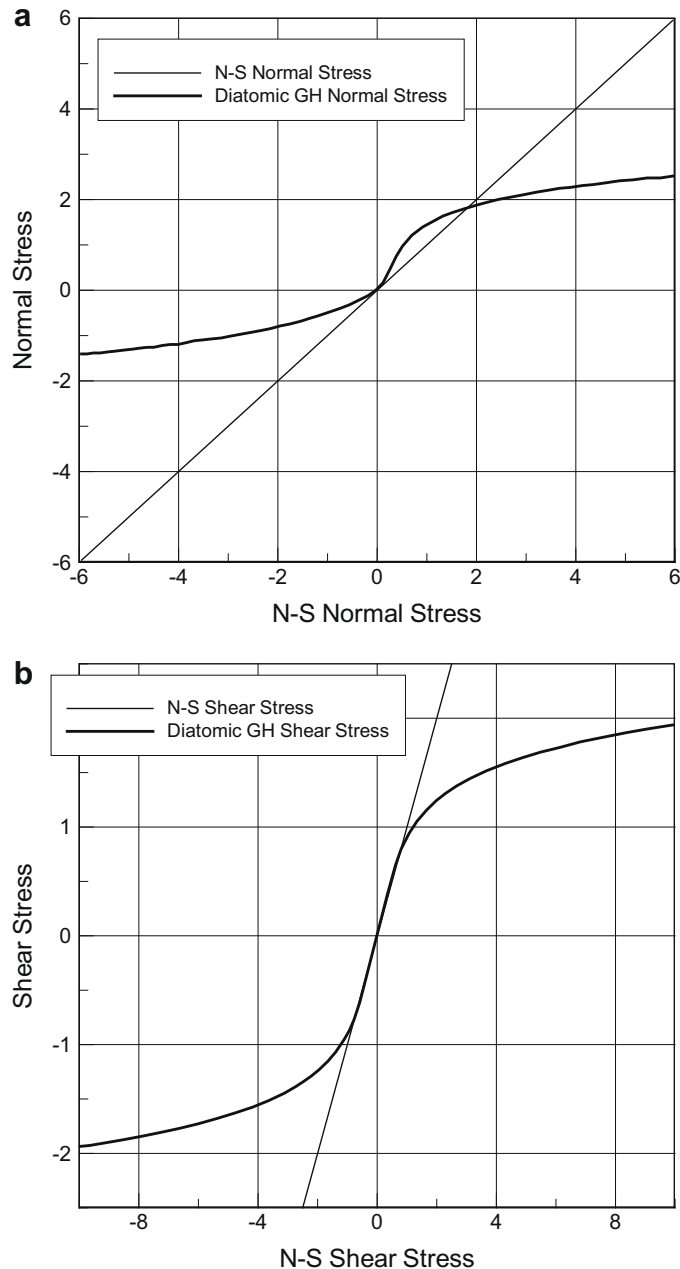 a
6
N-S Normal Stress
Diatomic GH Normal Stress
4
2
0
-2
-4
-6
Normal Stress
-6 -4 -2 0 2 4 6
N-S Normal Stress
b
N-S Shear Stress
Diatomic GH Shear Stress
1
0
-1
-2
Shear Stress
-8 -4 0 4 8
N-S Shear Stress